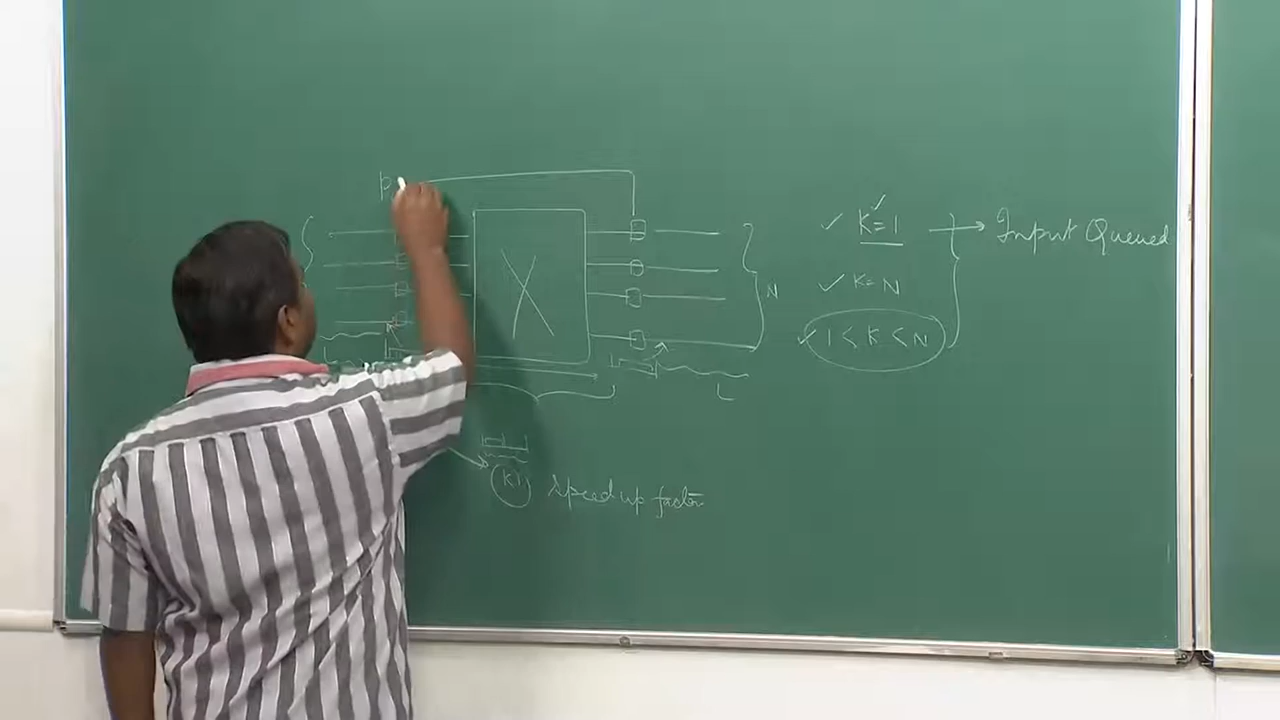 p
X
N
K=1
Input Queued
K=N
1 < K < N
L
Speed up factor